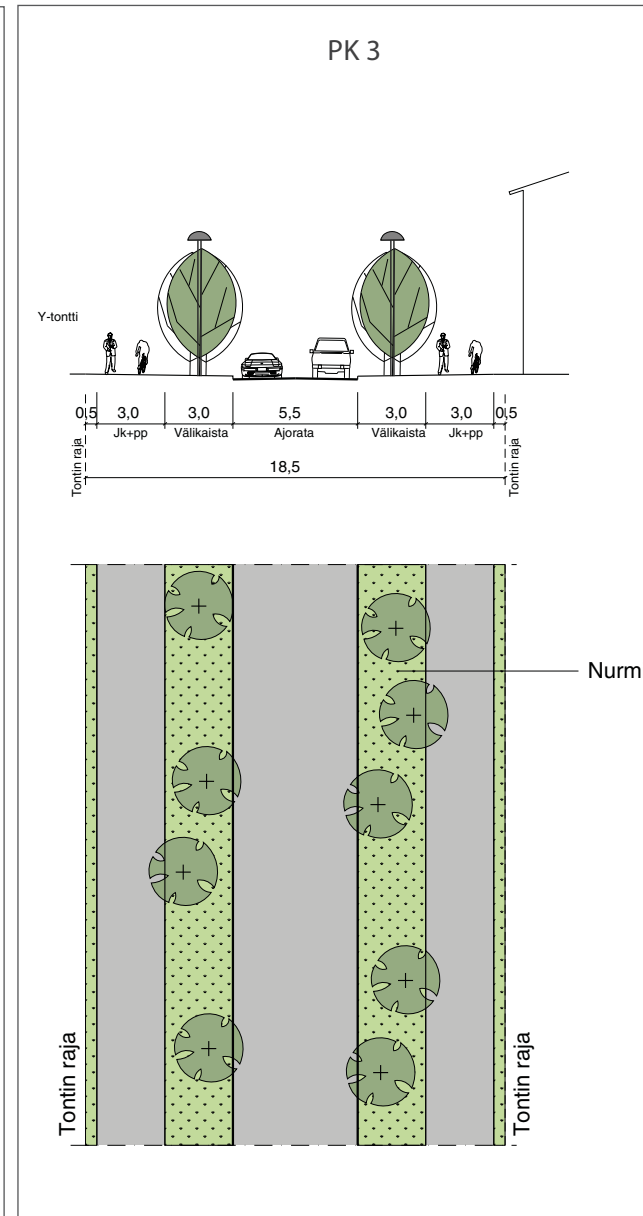 PK 3
Y-tontti
0,5 3,0 3,0 5,5 3,0 3,0 0,5
Jk+pp Välikaista Ajorata Välikaista Jk+pp
Tontin raja
18,5
Tontin raja
Nurm
Tontin raja
Tontin raja